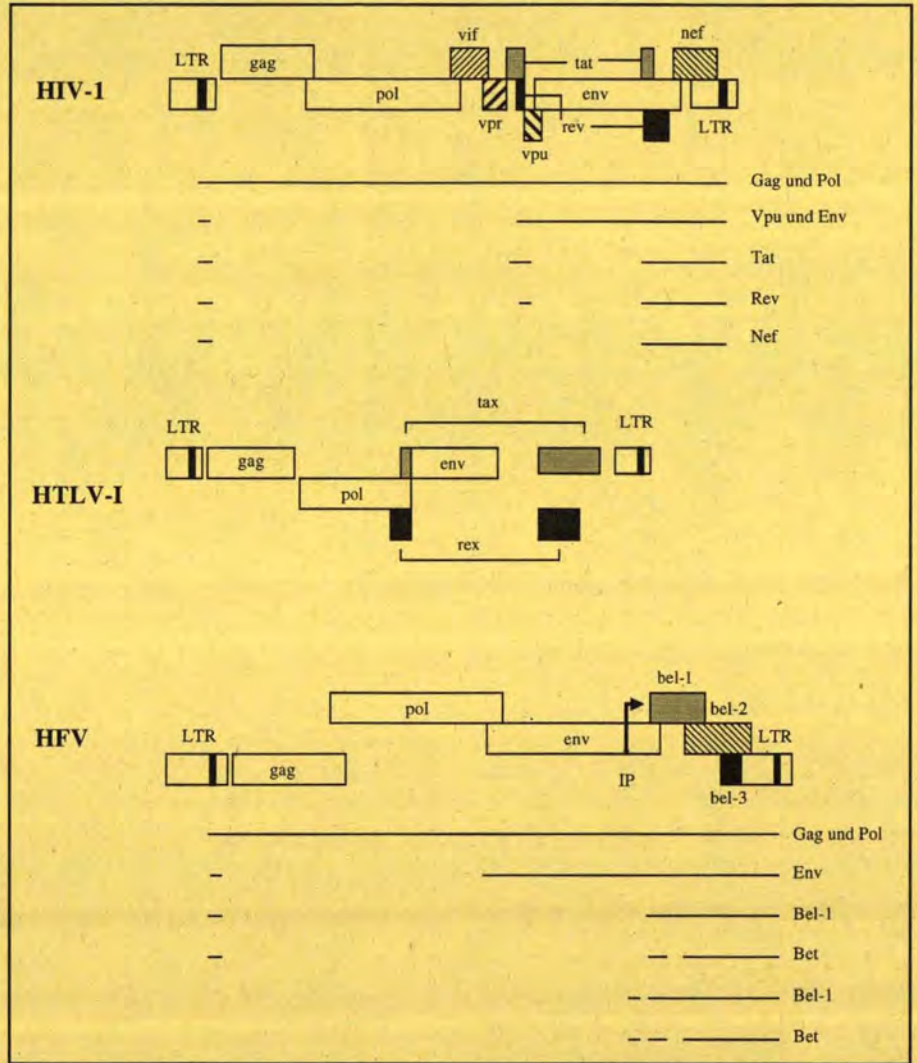 vif nef
LTR gag tat
HIV-1
pol env
vpr rev LTR
vpu
Gag und Pol
Vpu und Env
Tat
Rev
Nef
tax
LTR LTR
gag env
HTLV-I
pol
rex
bel-1
pol bel-2
HFV
LTR env LTR
gag
IP bel-3
Gag und Pol
Env
Bel-1
Bet
Bel-1
Bet